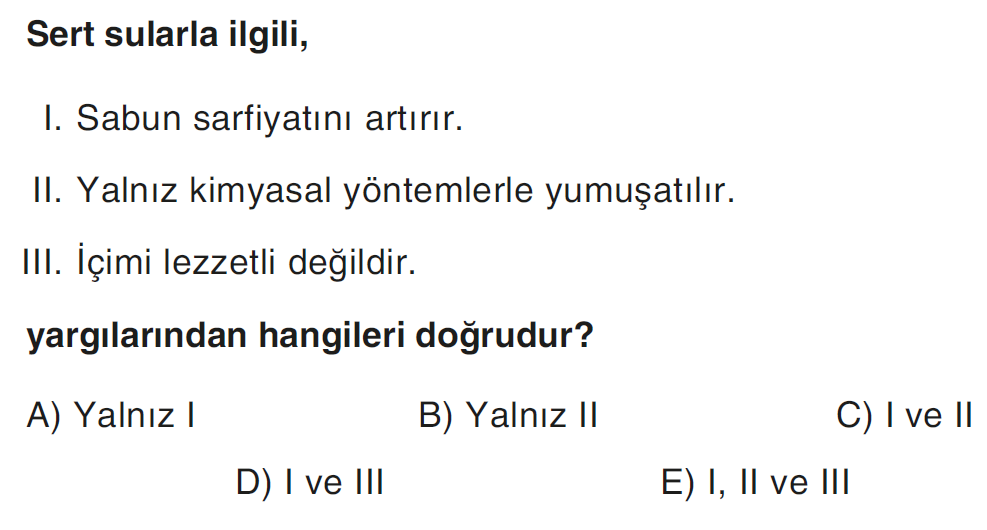 Sert sularla ilgili,
I. Sabun sarfiyatını artırır.
II. Yalnız kimyasal yöntemlerle yumuşatılır.
III. İçimi lezzetli değildir.
yargılarından hangileri doğrudur?
A) Yalnız I B) Yalnız II C) I ve II
D) I ve III E) I, II ve III